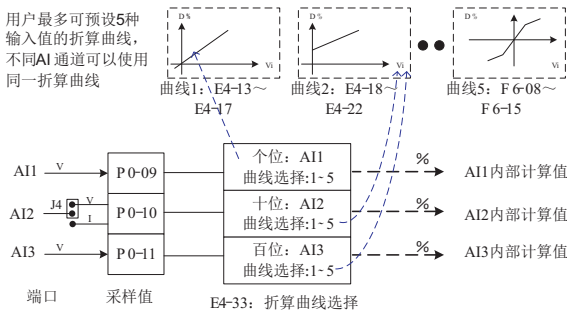 用户最多可预设5种
输入值的折算曲线，
不同AI 通道可以使用
同一折算曲线
D%
Vi
D%
Vi
D%
Vi
曲线1：E4-13～
E4-17
曲线2：E4-18～
E4-22
曲线5：F 6-08～
F 6-15
AI1
V
P 0-09
个位：AI1
曲线选择:1~5
%
AI1内部计算值
AI2
J4
V
I
P 0-10
十位：AI2
曲线选择:1~5
%
AI2内部计算值
AI3
V
P 0-11
百位：AI3
曲线选择:1~5
%
AI3内部计算值
端口
采样值
E4-33：折算曲线选择